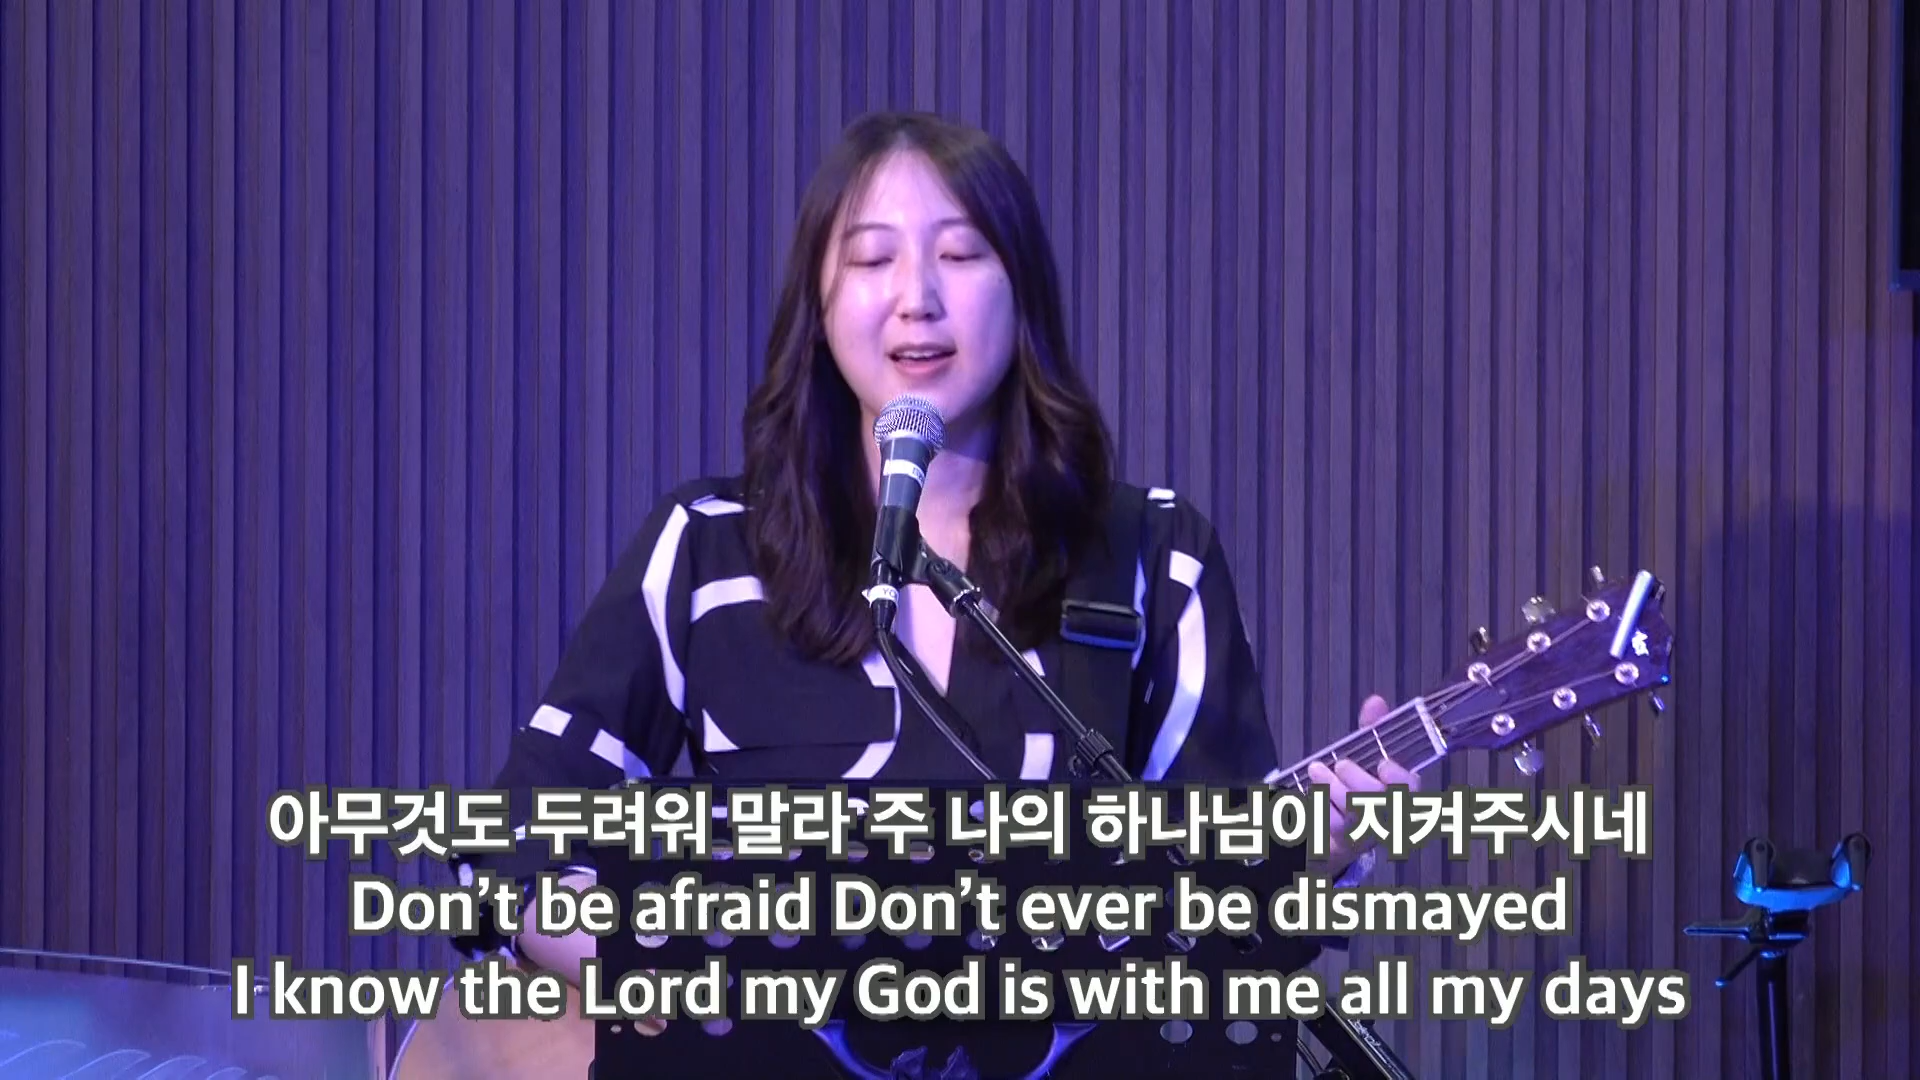 아무것도 두려워 말라 주 나의 하나님이 지켜주시네
Don't be afraid Don't ever be dismayed
I know the Lord my God is with me all my days